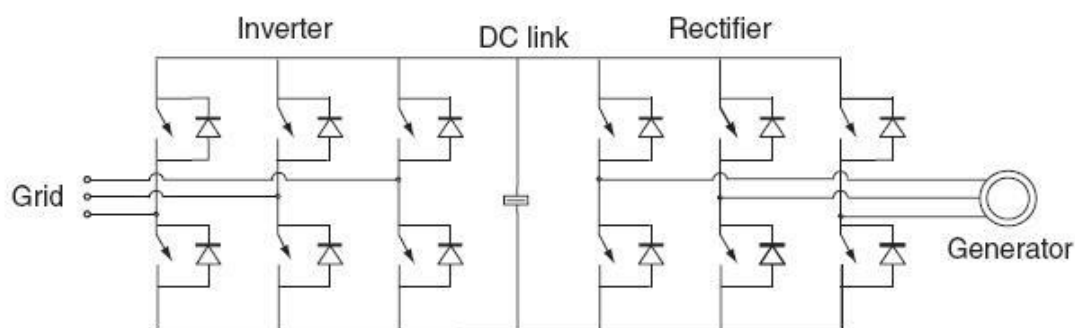 Inverter
DC link
Rectifier
Grid
Generator